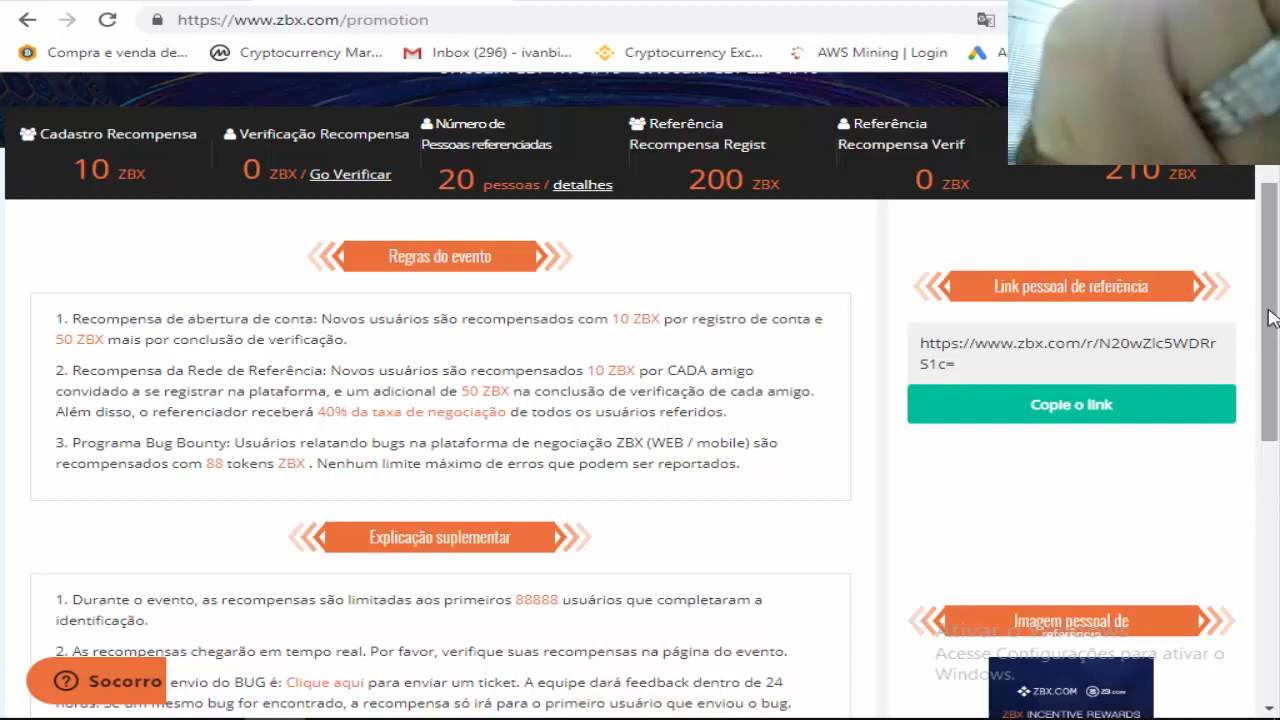 https://www.zbx.com/promotion
Compra e venda de...
Cryptocurrency Mar...
Inbox (296) - ivanbi...
Cryptocurrency Exc...
AWS Mining | Login
Cadastro Recompensa
10 ZBX
Verificação Recompensa
0 ZBX / Go Verificar
Número de
Pessoas referenciadas
20 pessoas / detalhes
Referência
Recompensa Regist
200 ZBX
Referência
Recompensa Verif
0 ZBX
210 ZBX
Regras do evento
1. Recompensa de abertura de conta: Novos usuários são recompensados com 10 ZBX por registro de conta e
50 ZBX mais por conclusão de verificação.
2. Recompensa da Rede de Referência: Novos usuários são recompensados 10 ZBX por CADA amigo
convidado a se registrar na plataforma, e um adicional de 50 ZBX na conclusão de verificação de cada amigo.
Além disso, o referenciador receberá 40% da taxa de negociação de todos os usuários referidos.
3. Programa Bug Bounty: Usuários relatando bugs na plataforma de negociação ZBX (WEB / mobile) são
recompensados com 88 tokens ZBX . Nenhum limite máximo de erros que podem ser reportados.
Explicação suplementar
1. Durante o evento, as recompensas são limitadas aos primeiros 88888 usuários que completaram a
identificação.
2. As recompensas chegarão em tempo real. Por favor, verifique suas recompensas na página do evento.
envio do BUG é Clique aqui para enviar um ticket. A equipe dará feedback dentro de 24
mesmo bug for encontrado, a recompensa só irá para o primeiro usuário que enviou o bug.
Socorro
Link pessoal de referência
https://www.zbx.com/r/N20wZlc5WDRr
S1c=
Copie o link
Imagem pessoal de
referência
Ativar o Windows
Acesse Configurações para ativar o
Windows.
ZBX.COM
ZBX INCENTIVE REWARDS